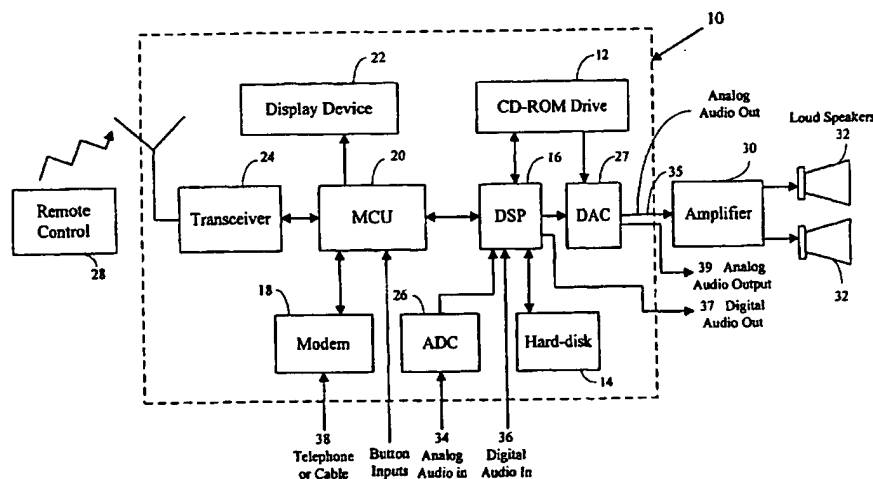 10
22
Display Device
12
CD-ROM Drive
Analog
Audio Out
Loud Speakers
32
24
Transceiver
20
MCU
16
DSP
27
DAC
35
30
Amplifier
Remote
Control
28
32
39 Analog
Audio Output
37 Digital
Audio Out
18
Modem
26
ADC
Hard-disk
14
38
Telephone
or Cable
Button
Inputs
34
Analog
Audio in
36
Digital
Audio In